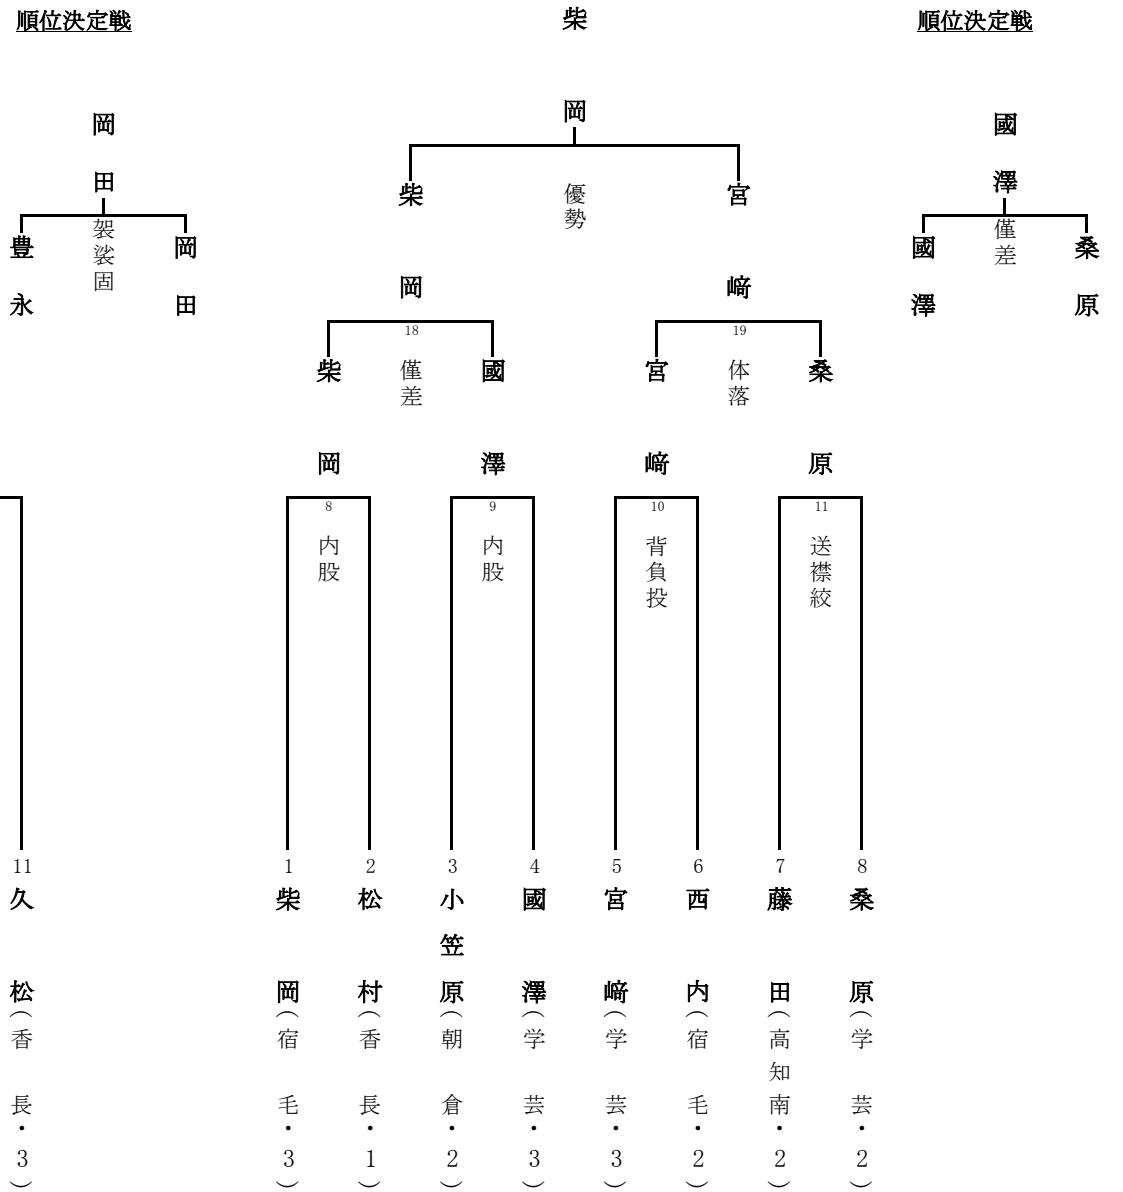 順位決定戦
柴岡
順位決定戦
岡田
國澤
柴
優勢
宮
豊永
袈裟固
岡田
國澤
僅差
桑原
岡
﨑
18
19
柴
僅差
國
宮
体落
桑
岡
澤
﨑
原
8
9
10
11
内股
内股
背負投
送襟絞
11
1
2
3
4
5
6
7
8
久松(香長・3)
柴岡(宿毛・3)
松村(香長・1)
小笠原(朝倉・2)
國澤(学芸・3)
宮﨑(学芸・3)
西内(宿毛・2)
藤田(高知南・2)
桑原(学芸・2)